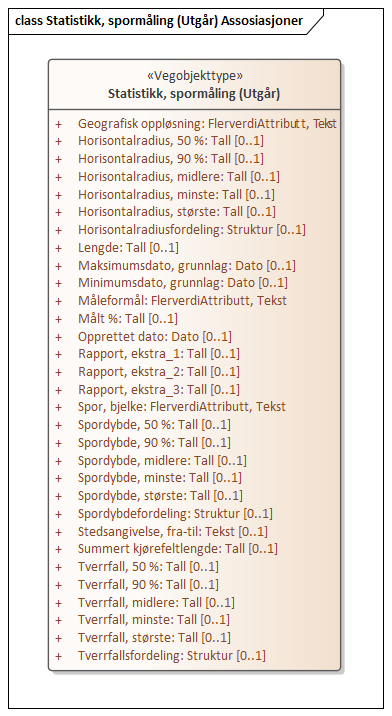 class Statistikk, spormåling (Utgår) Assosiasjoner
«Vegobjekttype»
Statistikk, spormåling (Utgår)
+ Geografisk oppløsning: FlerverdiAttributt, Tekst
+ Horisontalradius, 50 %: Tall [0..1]
+ Horisontalradius, 90 %: Tall [0..1]
+ Horisontalradius, midlere: Tall [0..1]
+ Horisontalradius, minste: Tall [0..1]
+ Horisontalradius, største: Tall [0..1]
+ Horisontalradiusfordeling: Struktur [0..1]
+ Lengde: Tall [0..1]
+ Maksimumsdato, grunnlag: Dato [0..1]
+ Minimumsdato, grunnlag: Dato [0..1]
+ Måleformål: FlerverdiAttributt, Tekst
+ Målt %: Tall [0..1]
+ Opprettet dato: Dato [0..1]
+ Rapport, ekstra_1: Tall [0..1]
+ Rapport, ekstra_2: Tall [0..1]
+ Rapport, ekstra_3: Tall [0..1]
+ Spor, bjelke: FlerverdiAttributt, Tekst
+ Spordybde, 50 %: Tall [0..1]
+ Spordybde, 90 %: Tall [0..1]
+ Spordybde, midlere: Tall [0..1]
+ Spordybde, minste: Tall [0..1]
+ Spordybde, største: Tall [0..1]
+ Spordybdefordeling: Struktur [0..1]
+ Stedsangivelse, fra-til: Tekst [0..1]
+ Summert kjørefeltlengde: Tall [0..1]
+ Tverrfall, 50 %: Tall [0..1]
+ Tverrfall, 90 %: Tall [0..1]
+ Tverrfall, midlere: Tall [0..1]
+ Tverrfall, minste: Tall [0..1]
+ Tverrfall, største: Tall [0..1]
+ Tverrfallsfordeling: Struktur [0..1]